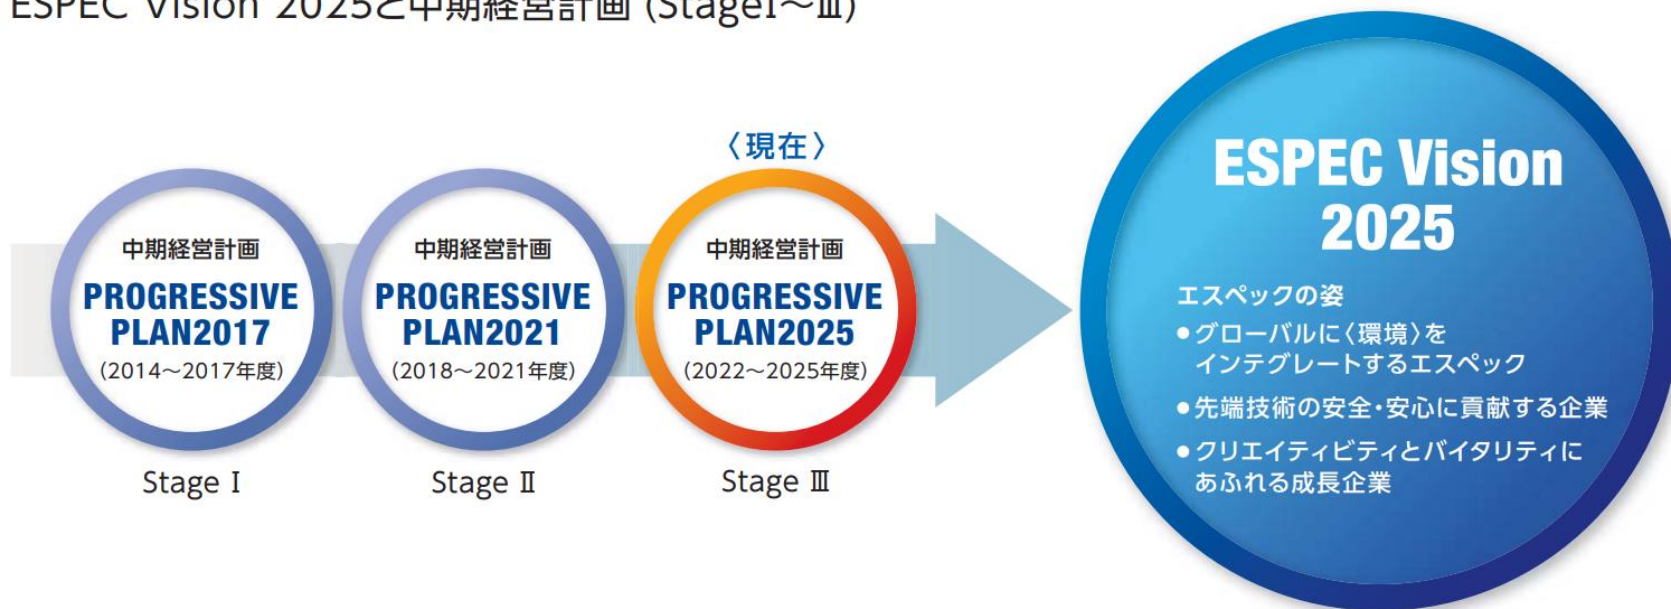 ESPEC Vision 2025と中期経営計画 (StageⅠ～Ⅲ)
〈現在〉
中期経営計画
PROGRESSIVE
PLAN2017
(2014～2017年度)
Stage Ⅰ
中期経営計画
PROGRESSIVE
PLAN2021
(2018～2021年度)
Stage Ⅱ
中期経営計画
PROGRESSIVE
PLAN2025
(2022～2025年度)
Stage Ⅲ
ESPEC Vision
2025
エスペックの姿
●グローバルに〈環境〉を
インテグレートするエスペック
●先端技術の安全・安心に貢献する企業
●クリエイティビティとバイタリティに
あふれる成長企業